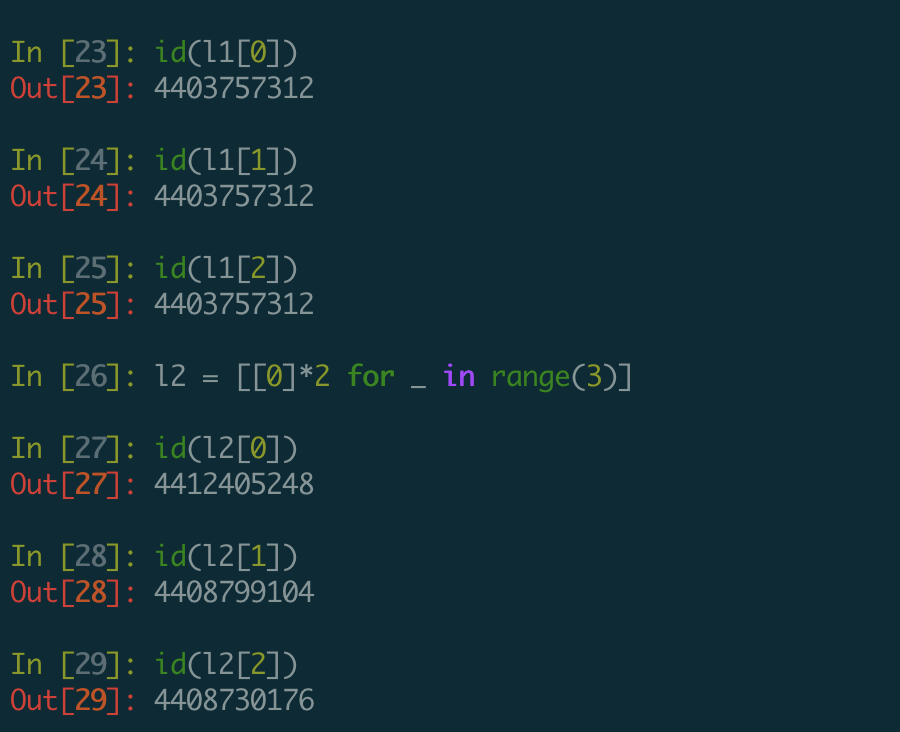 In [23]: id(l1[0])
Out[23]: 4403757312
In [24]: id(l1[1])
Out[24]: 4403757312
In [25]: id(l1[2])
Out[25]: 4403757312
In [26]: l2 = [[0]*2 for _ in range(3)]
In [27]: id(l2[0])
Out[27]: 4412405248
In [28]: id(l2[1])
Out[28]: 4408799104
In [29]: id(l2[2])
Out[29]: 4408730176